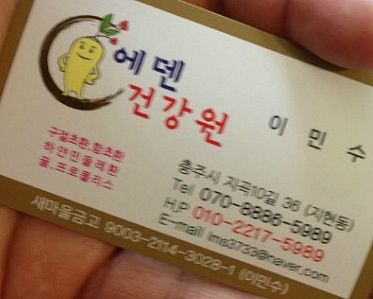 에덴
건강원
이 민 수
구절초환,함초환
하얀민들레환
꿀,프로폴리스
충주시 지곡10길 36 (지현동)
Tel 070-8886-5989
H.P 010-2217-5989
E-mail inis3733@naver.com
새마을금고 9003-2114-3028-1 (이민수)